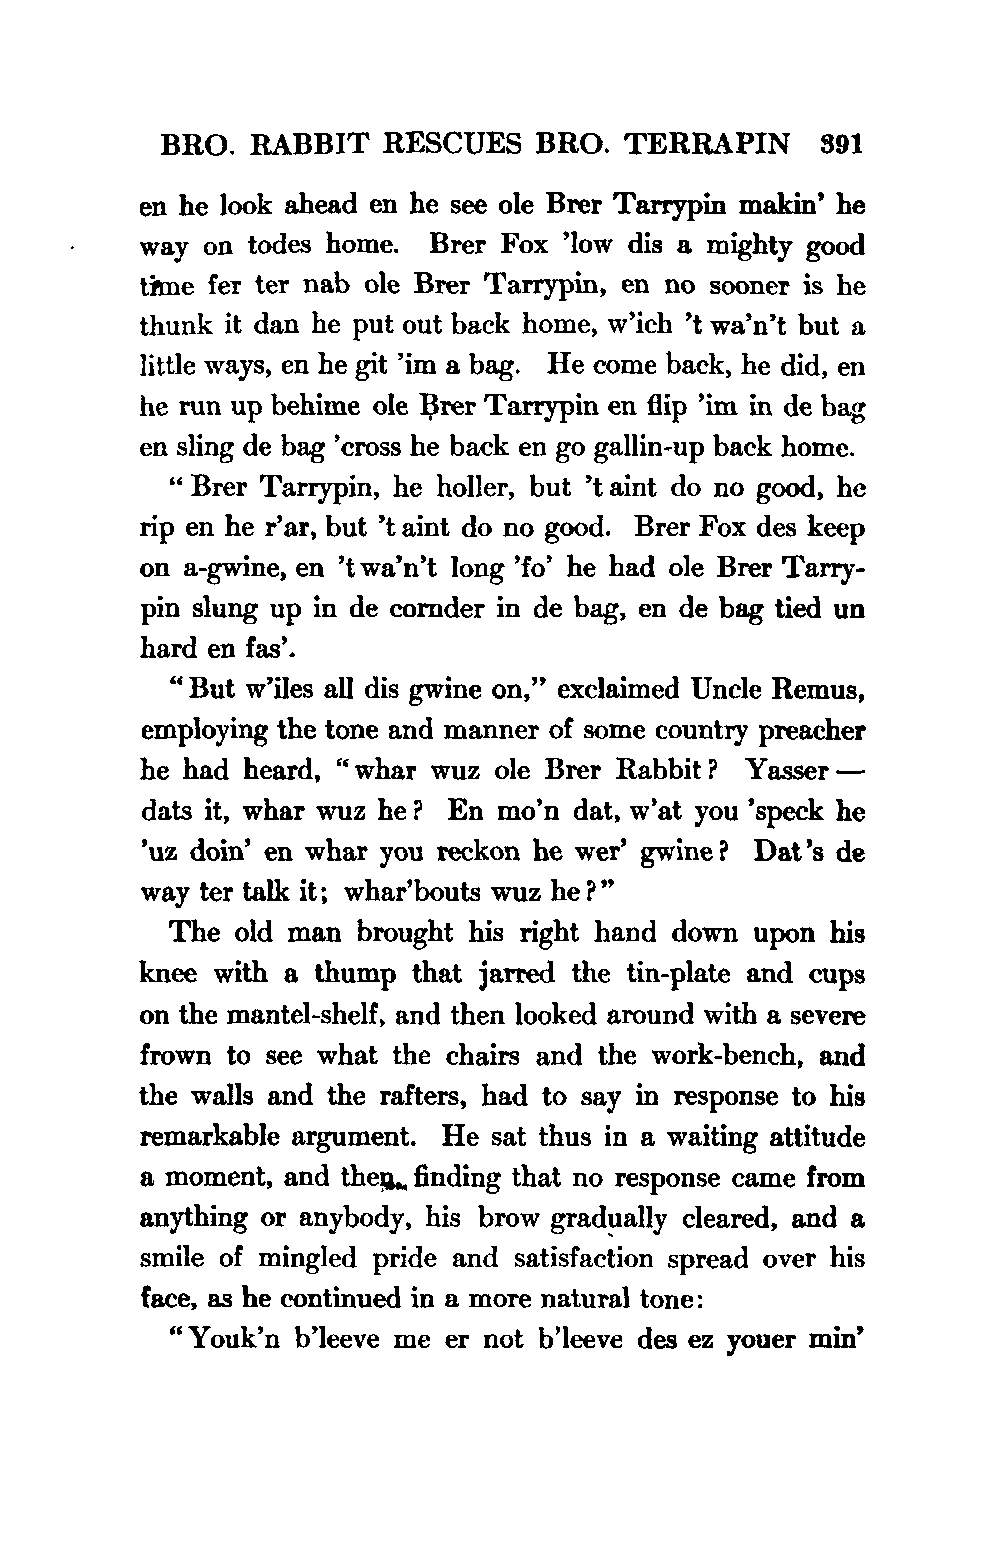 BRO. RABBIT RESCUES BRO. TERRAPIN 391
en he look ahead en he see ole Brer Tarrypin makin' he
way on todes home. Brer Fox 'low dis a mighty good
time fer ter nab ole Brer Tarrypin, en no sooner is he
thunk it dan he put out back home, w'ich 't wa'n't but a
little ways, en he git 'im a bag. He come back, he did, en
he run up behime ole Brer Tarrypin en flip 'im in de bag
en sling de bag 'cross he back en go gallin-up back home.
“Brer Tarrypin, he holler, but 't aint do no good, he
rip en he r'ar, but 't aint do no good. Brer Fox des keep
on a-gwine, en 't wa'n't long 'fo' he had ole Brer Tarry-
pin slung up in de cornder in de bag, en de bag tied un
hard en fas'.
“But w'iles all dis gwine on,” exclaimed Uncle Remus,
employing the tone and manner of some country preacher
he had heard, “whar wuz ole Brer Rabbit? Yasser —
dats it, whar wuz he? En mo'n dat, w'at you 'speck he
'uz doin' en whar you reckon he wer' gwine? Dat's de
way ter talk it; whar'bouts wuz he?”
The old man brought his right hand down upon his
knee with a thump that jarred the tin-plate and cups
on the mantel-shelf, and then looked around with a severe
frown to see what the chairs and the work-bench, and
the walls and the rafters, had to say in response to his
remarkable argument. He sat thus in a waiting attitude
a moment, and then, finding that no response came from
anything or anybody, his brow gradually cleared, and a
smile of mingled pride and satisfaction spread over his
face, as he continued in a more natural tone:
“Youk'n b'leeve me er not b'leeve des ez youer min'